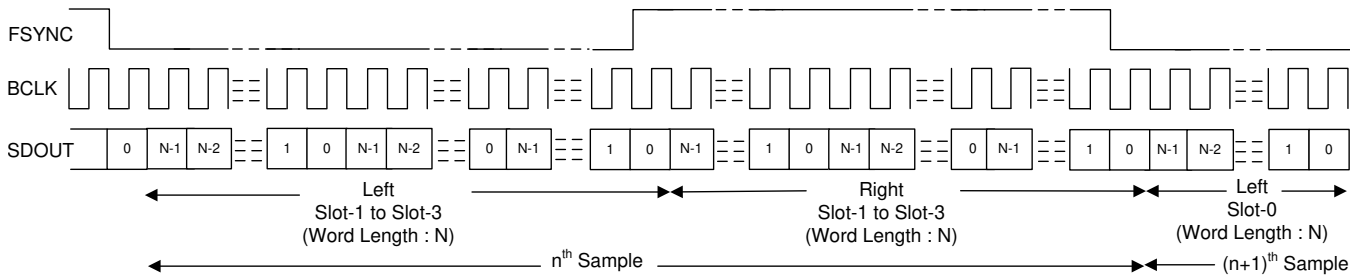 FSYNC
BCLK
SDOUT
0 N-1 N-2 1 0 N-1 N-2 0 N-1 1 0 N-1 1 0 N-1 N-2 0 N-1 1 0 N-1 N-2 1 0
Left
Slot-1 to Slot-3
(Word Length : N)
Right
Slot-1 to Slot-3
(Word Length : N)
Left
Slot-0
(Word Length : N)
nth Sample
(n+1)th Sample